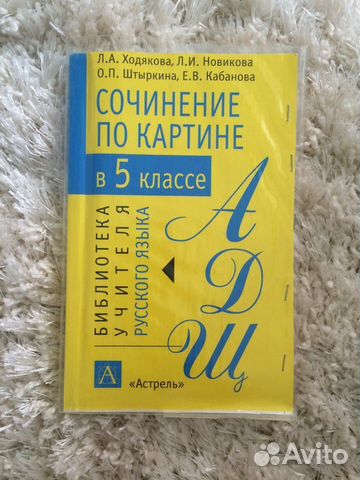 Л.А. Ходякова, Л.И. Новикова
О.П. Штыркина, Е.В. Кабанова
СОЧИНЕНИЕ
ПО КАРТИНЕ
в 5 классе
БИБЛИОТЕКА
УЧИТЕЛЯ
РУССКОГО ЯЗЫКА
А
Д
Щ
А
«Астрель»
Avito